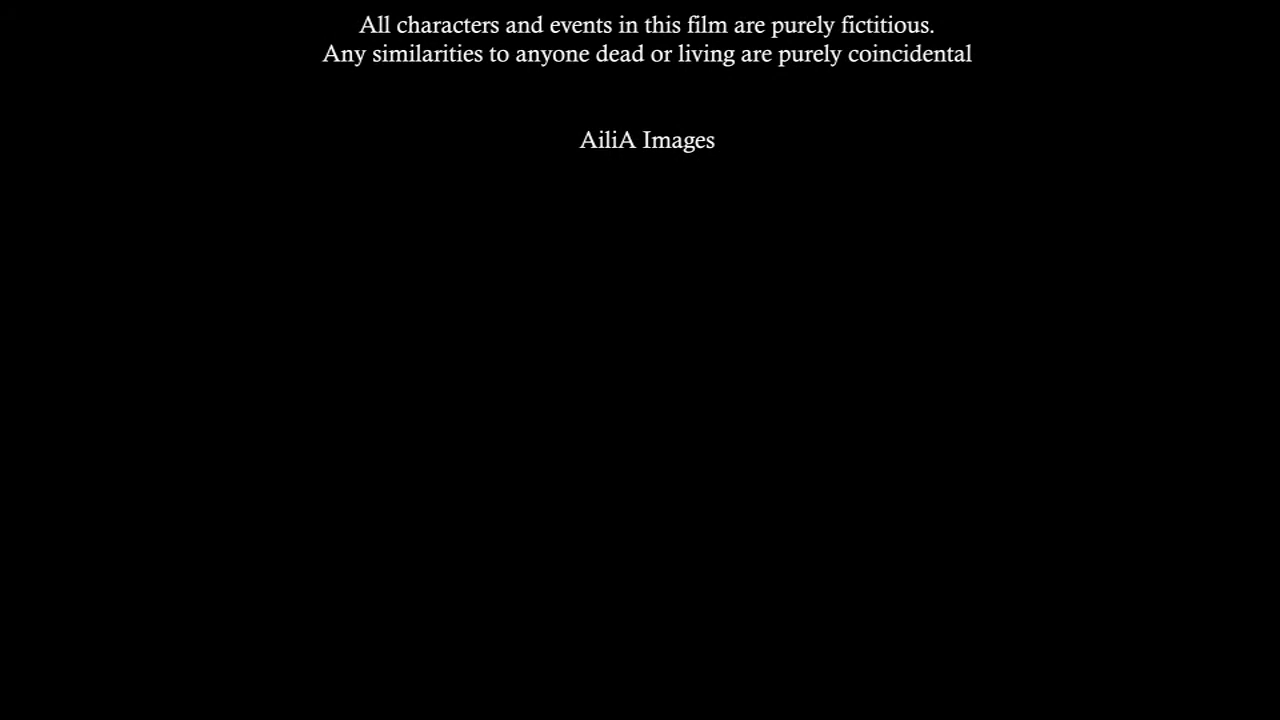 All characters and events in this film are purely fictitious.
Any similarities to anyone dead or living are purely coincidental
AiliA Images